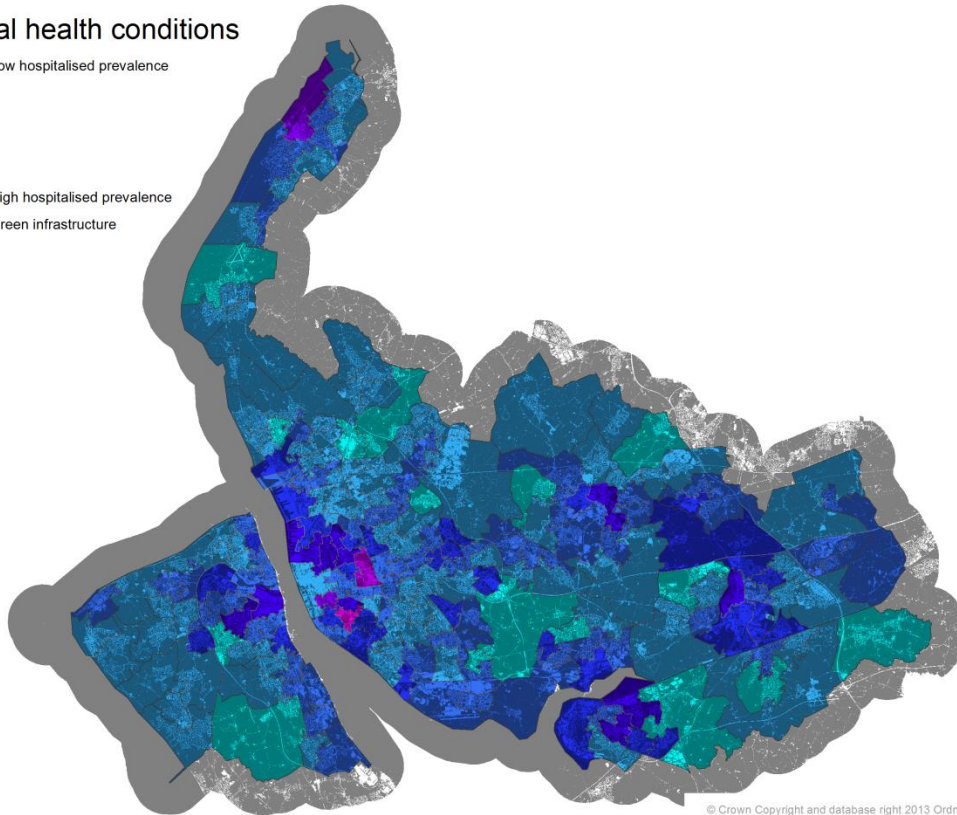 al health conditions
ow hospitalised prevalence
igh hospitalised prevalence
reen infrastructure
© Crown Copyright and database right 2013 Ordn